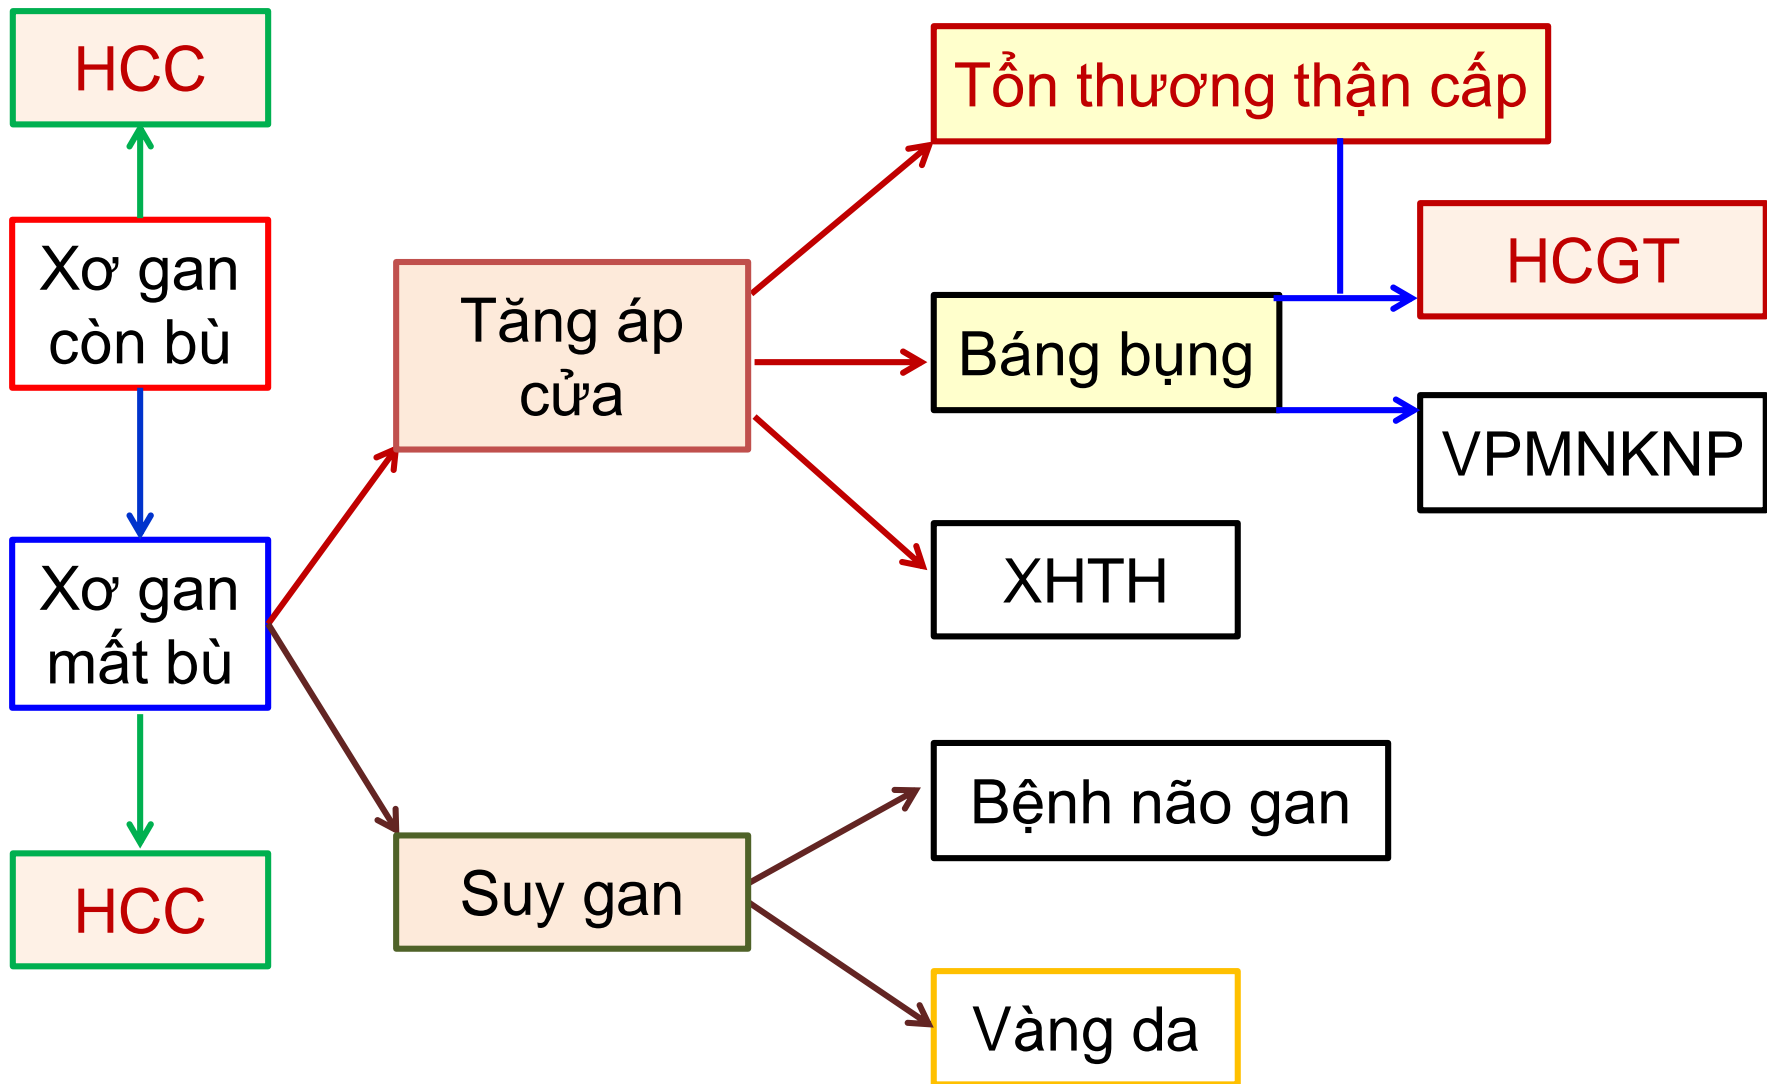 HCC
Xơ gan
còn bù
Xơ gan
mất bù
HCC
Tăng áp
cửa
Suy gan
Tổn thương thận cấp
Báng bụng
XHTH
Bệnh não gan
Vàng da
HCGT
VPMNKNP